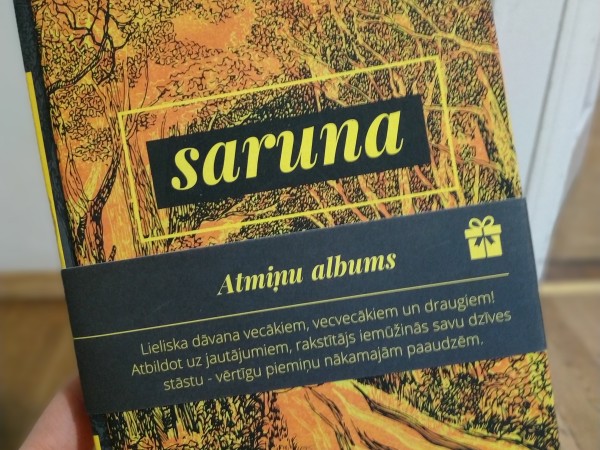 saruna
Atmiņu albums
Lieliska dāvana vecākiem, vecvecākiem un draugiem!
Atbildot uz jautājumiem, rakstītājs iemūžinās savu dzīves
stāstu - vērtīgu piemiņu nākamajām paaudzēm.